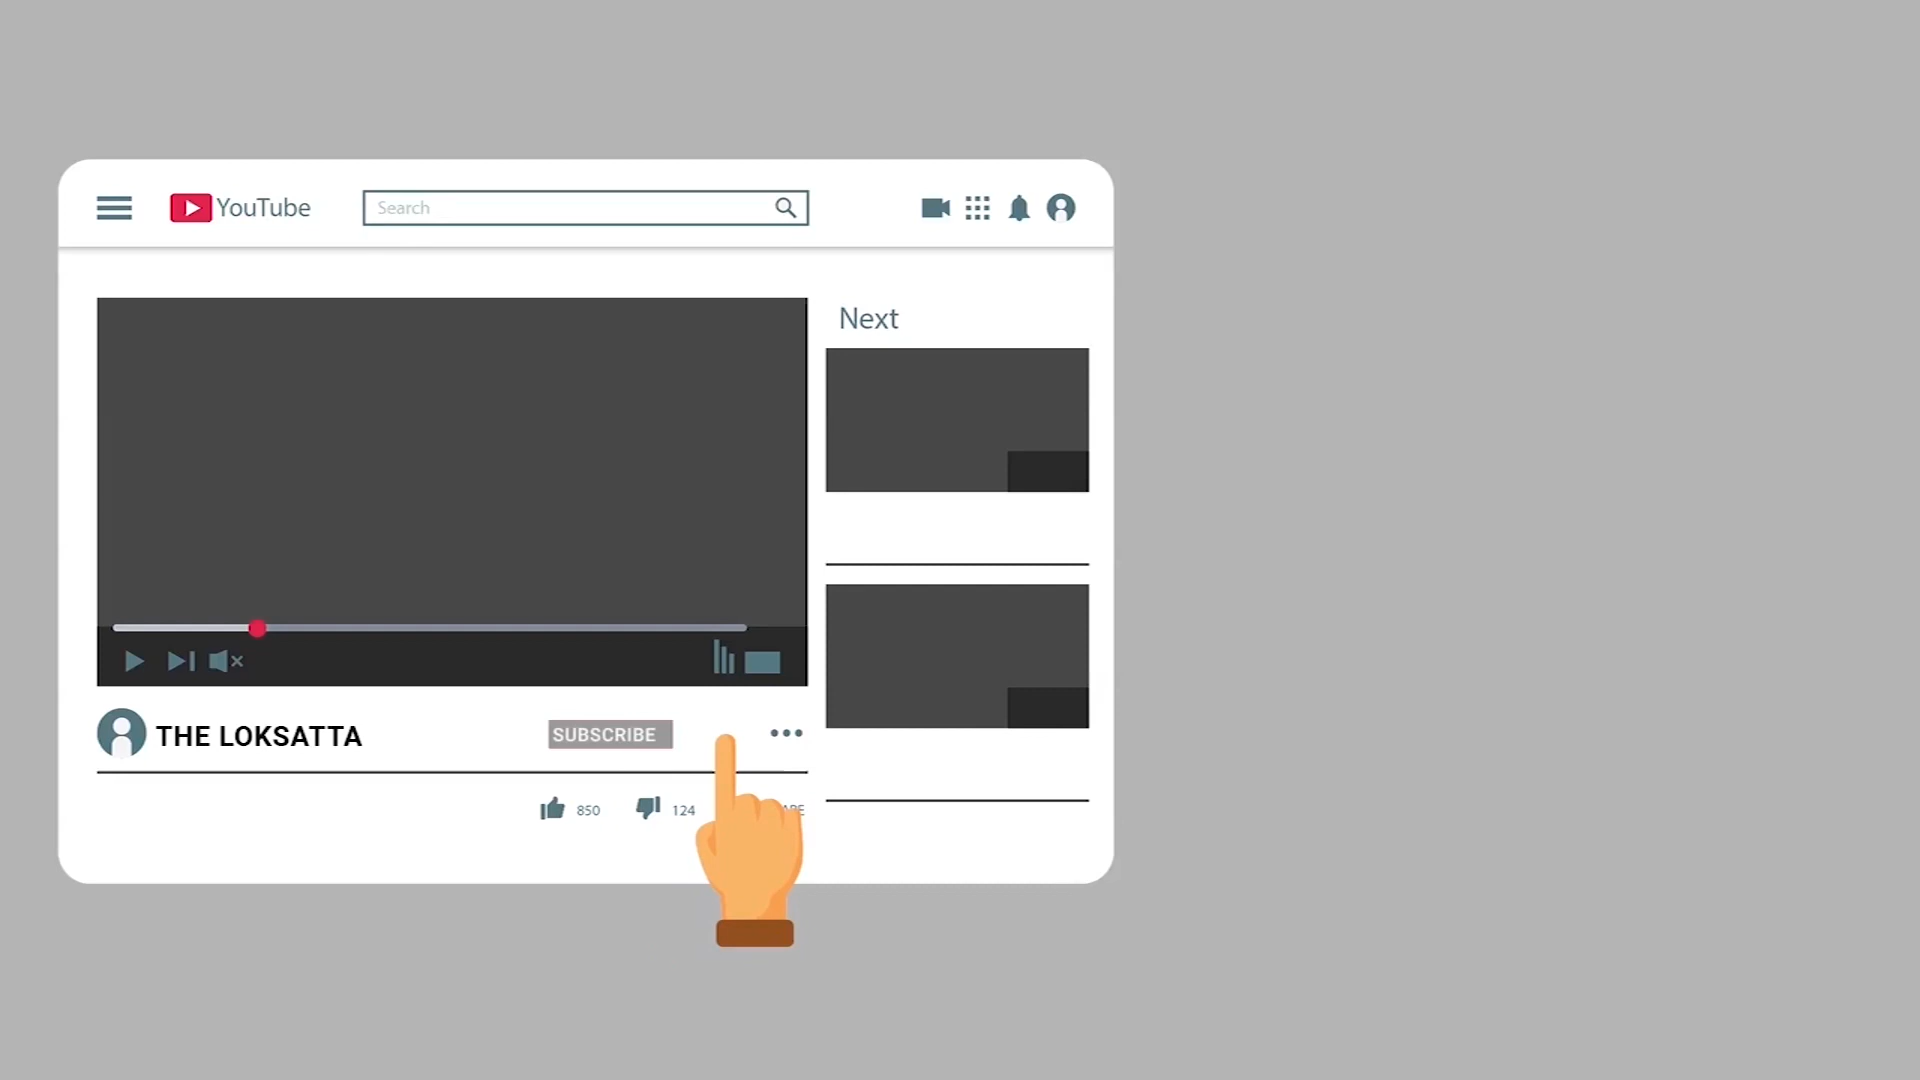 YouTube
Search
Next
THE LOKSATTA
SUBSCRIBE
850
124